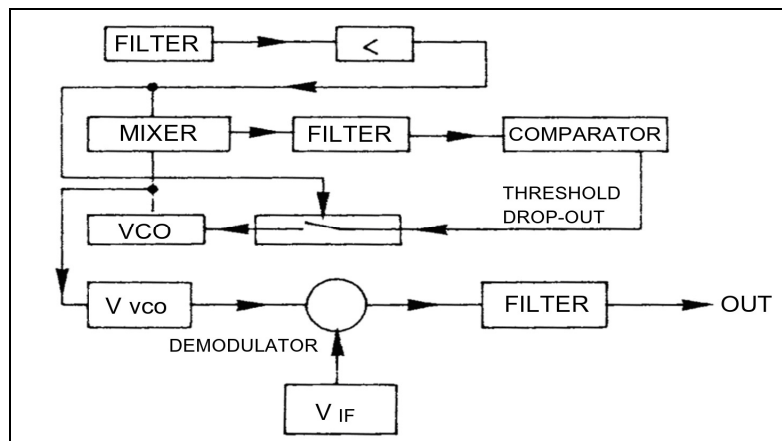 FILTER
<
MIXER
FILTER
COMPARATOR
THRESHOLD
DROP-OUT
VCO
V vco
FILTER
OUT
DEMODULATOR
V IF